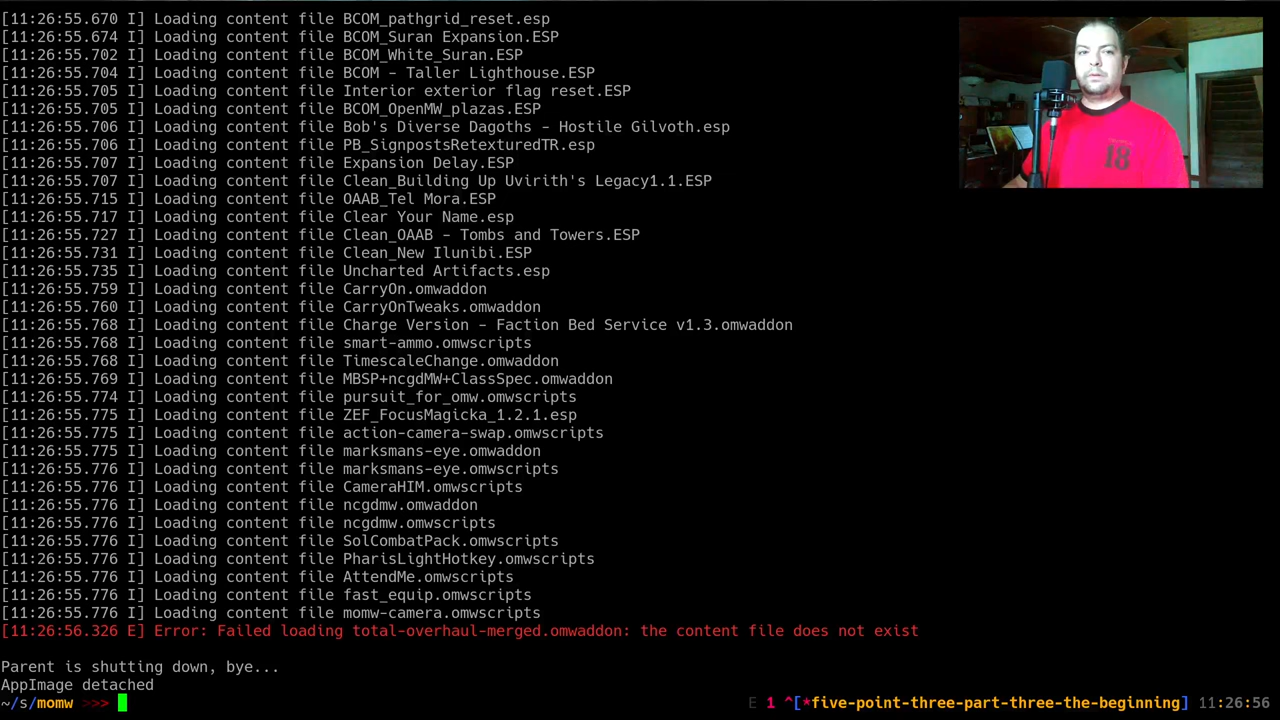 [11:26:55.670 I] Loading content file BCOM_pathgrid_reset.esp
[11:26:55.674 I] Loading content file BCOM_Suran Expansion.ESP
[11:26:55.702 I] Loading content file BCOM_White_Suran.ESP
[11:26:55.704 I] Loading content file BCOM - Taller Lighthouse.ESP
[11:26:55.705 I] Loading content file Interior exterior flag reset.ESP
[11:26:55.705 I] Loading content file BCOM_OpenMW_plazas.ESP
[11:26:55.706 I] Loading content file Bob's Diverse Dagoths - Hostile Gilvoth.esp
[11:26:55.706 I] Loading content file PB_SignpostsRetexturedTR.esp
[11:26:55.707 I] Loading content file Expansion Delay.ESP
[11:26:55.707 I] Loading content file Clean_Building Up Uvirith's Legacy1.1.ESP
[11:26:55.715 I] Loading content file OAAB_Tel Mora.ESP
[11:26:55.717 I] Loading content file Clear Your Name.esp
[11:26:55.727 I] Loading content file Clean_OAAB - Tombs and Towers.ESP
[11:26:55.731 I] Loading content file Clean_New Ilunibi.ESP
[11:26:55.735 I] Loading content file Uncharted Artifacts.esp
[11:26:55.759 I] Loading content file CarryOn.omwaddon
[11:26:55.760 I] Loading content file CarryOnTweaks.omwaddon
[11:26:55.768 I] Loading content file Charge Version - Faction Bed Service v1.3.omwaddon
[11:26:55.768 I] Loading content file smart-ammo.omwscripts
[11:26:55.768 I] Loading content file TimescaleChange.omwaddon
[11:26:55.769 I] Loading content file MBSP+ncgdMW+ClassSpec.omwaddon
[11:26:55.774 I] Loading content file pursuit_for_omw.omwscripts
[11:26:55.775 I] Loading content file ZEF_FocusMagicka_1.2.1.esp
[11:26:55.775 I] Loading content file action-camera-swap.omwscripts
[11:26:55.775 I] Loading content file marksmans-eye.omwaddon
[11:26:55.776 I] Loading content file marksmans-eye.omwscripts
[11:26:55.776 I] Loading content file CameraHIM.omwscripts
[11:26:55.776 I] Loading content file ncgdmw.omwaddon
[11:26:55.776 I] Loading content file ncgdmw.omwscripts
[11:26:55.776 I] Loading content file SolCombatPack.omwscripts
[11:26:55.776 I] Loading content file PharisLightHotkey.omwscripts
[11:26:55.776 I] Loading content file AttendMe.omwscripts
[11:26:55.776 I] Loading content file fast_equip.omwscripts
[11:26:55.776 I] Loading content file momw-camera.omwscripts
[11:26:56.326 E] Error: Failed loading total-overhaul-merged.omwaddon: the content file does not exist
Parent is shutting down, bye...
AppImage detached
~/s/momw >>> E 1 ^[*five-point-three-part-three-the-beginning] 11:26:56
18